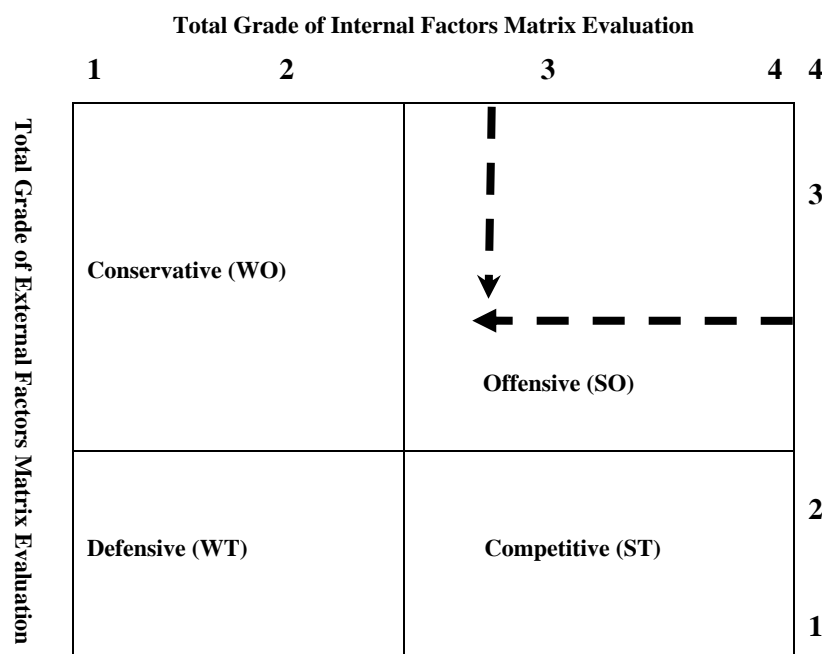 Total Grade of Internal Factors Matrix Evaluation
1 2 3 4 4
Total Grade of External Factors Matrix Evaluation
3
Conservative (WO)
Offensive (SO)
2
Defensive (WT) Competitive (ST)
1